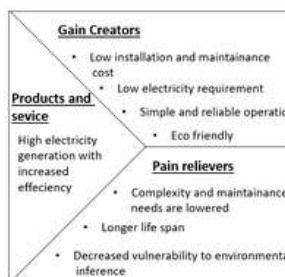 Gain Creators
• Low installation and maintainance
cost
• Low electricity requirement
• Simple and reliable operatio
• Eco friendly
Products and
sevice
High electricity
generation with
increased
effeciency
Pain relievers
• Complexity and maintainance
needs are lowered
• Longer life span
• Decreased vulnerability to environmenta
inference